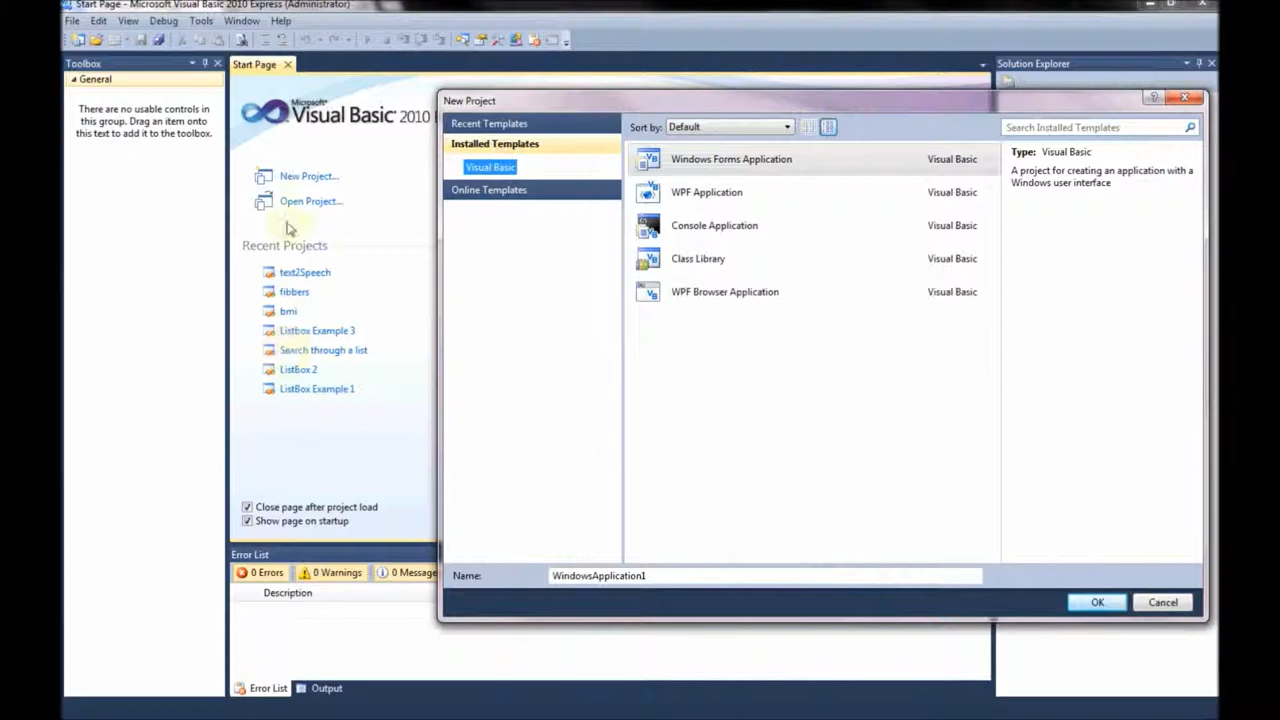 Start Page - Microsoft Visual Basic 2010 Express (Administrator)
File Edit View Debug Tools Window Help
Toolbox
General
There are no usable controls in
this group. Drag an item onto
this text to add it to the toolbox.
Start Page
Microsoft
Visual Basic 2010
New Project...
Open Project...
Recent Projects
text2Speech
fibbers
bmi
Listbox Example 3
Search through a list
ListBox 2
ListBox Example 1
Close page after project load
Show page on startup
Error List
0 Errors 0 Warnings 0 Message
Description
Error List Output
Solution Explorer
New Project
Recent Templates
Installed Templates
Visual Basic
Online Templates
Sort by: Default
Search Installed Templates
Windows Forms Application Visual Basic
WPF Application Visual Basic
Console Application Visual Basic
Class Library Visual Basic
WPF Browser Application Visual Basic
Type: Visual Basic
A project for creating an application with a
Windows user interface
Name: WindowsApplication1
OK Cancel